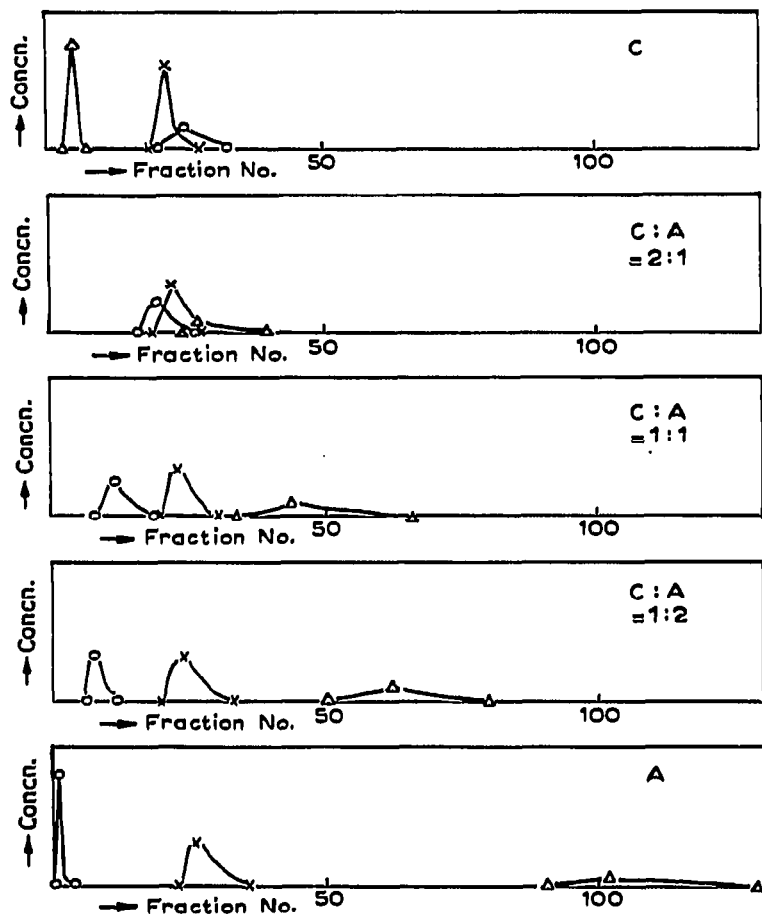 → Concn.
C
50
100
→ Fraction No.
→ Concn.
C : A
= 2:1
50
100
→ Fraction No.
→ Concn.
C : A
= 1:1
50
100
→ Fraction No.
→ Concn.
C : A
= 1:2
50
100
→ Fraction No.
→ Concn.
A
50
100
→ Fraction No.